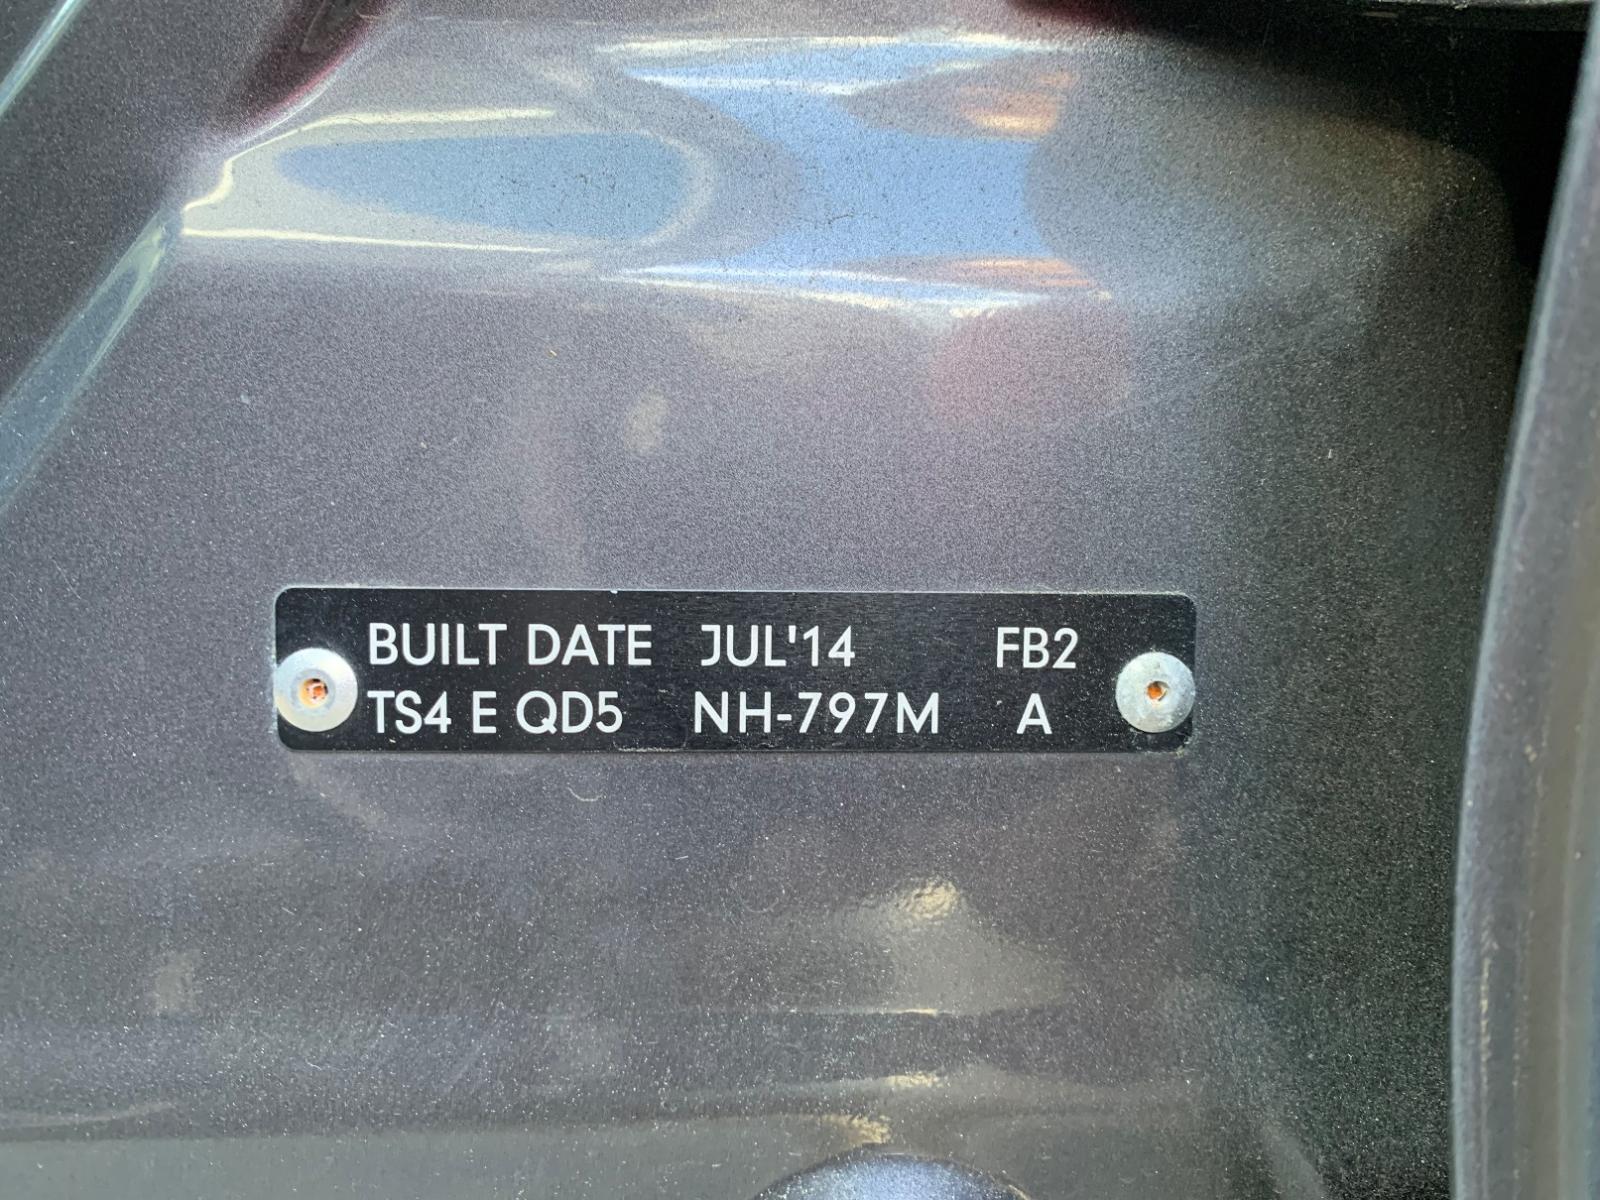 BUILT DATE JUL'14 FB2
TS4 E QD5 NH-797M A